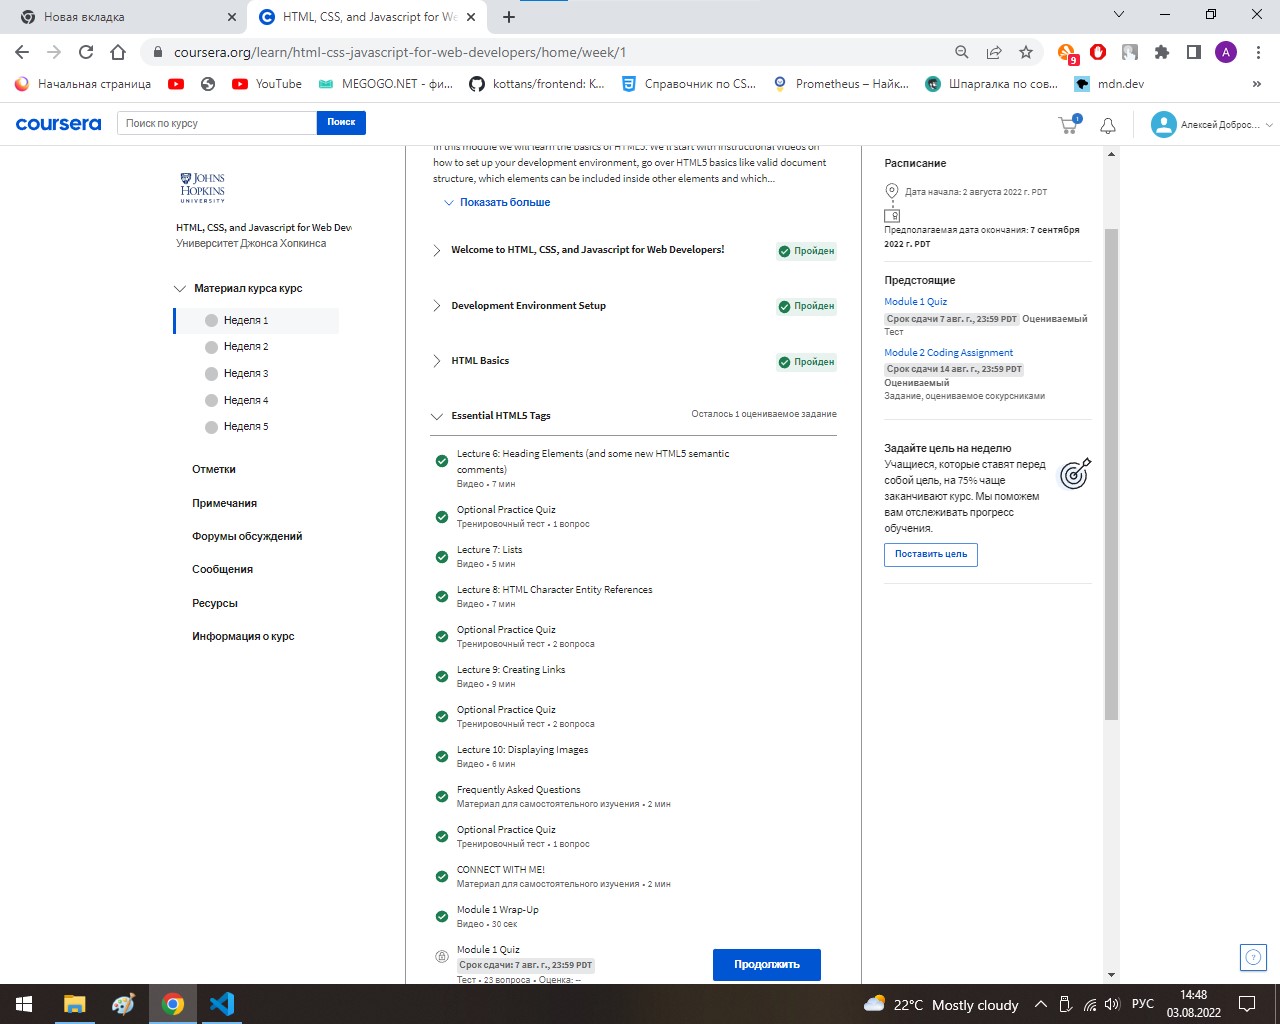 Новая вкладка
HTML, CSS, and Javascript for We
coursera.org/learn/html-css-javascript-for-web-developers/home/week/1
9
A
Начальная страница
YouTube
MEGOGO.NET - фи...
kottans/frontend: K...
Справочник по CS...
Prometheus – Найк...
Шпаргалка по сов...
mdn.dev
coursera
Поиск по курсу
Поиск
1
Алексей Доброс...
JOHNS
HOPKINS
UNIVERSITY
HTML, CSS, and Javascript for Web Dev
Университет Джонса Хопкинса
Материал курса курс
Неделя 1
Неделя 2
Неделя 3
Неделя 4
Неделя 5
Отметки
Примечания
Форумы обсуждений
Сообщения
Ресурсы
Информация о курс
In this module we will learn the basics of HTML5. We'll start with instructional videos on
how to set up your development environment, go over HTML5 basics like valid document
structure, which elements can be included inside other elements and which...
Показать больше
Welcome to HTML, CSS, and Javascript for Web Developers!
Пройден
Development Environment Setup
Пройден
HTML Basics
Пройден
Essential HTML5 Tags
Осталось 1 оцениваемое задание
Lecture 6: Heading Elements (and some new HTML5 semantic
comments)
Видео • 7 мин
Optional Practice Quiz
Тренировочный тест • 1 вопрос
Lecture 7: Lists
Видео • 5 мин
Lecture 8: HTML Character Entity References
Видео • 7 мин
Optional Practice Quiz
Тренировочный тест • 2 вопроса
Lecture 9: Creating Links
Видео • 9 мин
Optional Practice Quiz
Тренировочный тест • 2 вопроса
Lecture 10: Displaying Images
Видео • 6 мин
Frequently Asked Questions
Материал для самостоятельного изучения • 2 мин
Optional Practice Quiz
Тренировочный тест • 1 вопрос
CONNECT WITH ME!
Материал для самостоятельного изучения • 2 мин
Module 1 Wrap-Up
Видео • 30 сек
Module 1 Quiz
Срок сдачи: 7 авг. г., 23:59 PDT
Тест • 23 вопроса • Оценка: --
Продолжить
Расписание
Дата начала: 2 августа 2022 г. PDT
Предполагаемая дата окончания: 7 сентября
2022 г. PDT
Предстоящие
Module 1 Quiz
Срок сдачи 7 авг. г., 23:59 PDT Оцениваемый
Тест
Module 2 Coding Assignment
Срок сдачи 14 авг. г., 23:59 PDT
Оцениваемый
Задание, оцениваемое сокурсниками
Задайте цель на неделю
Учащиеся, которые ставят перед
собой цель, на 75% чаще
заканчивают курс. Мы поможем
вам отслеживать прогресс
обучения.
Поставить цель
22°C Mostly cloudy
РУС
14:48
03.08.2022